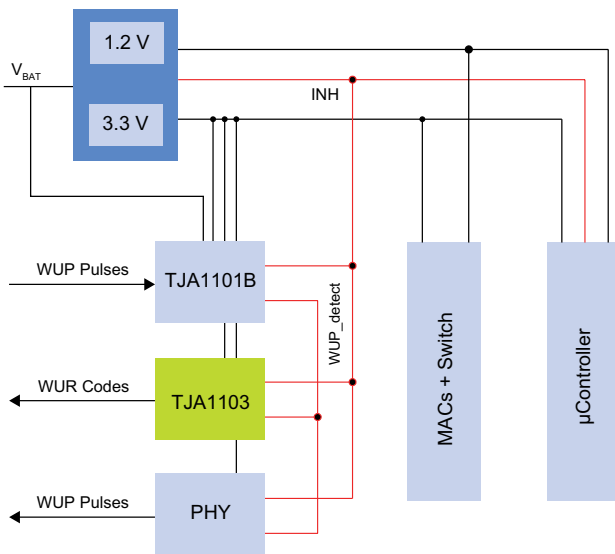 1.2 V
VBAT
INH
3.3 V
WUP Pulses
TJA1101B
WUP_detect
MACs + Switch
µController
WUR Codes
TJA1103
WUP Pulses
PHY